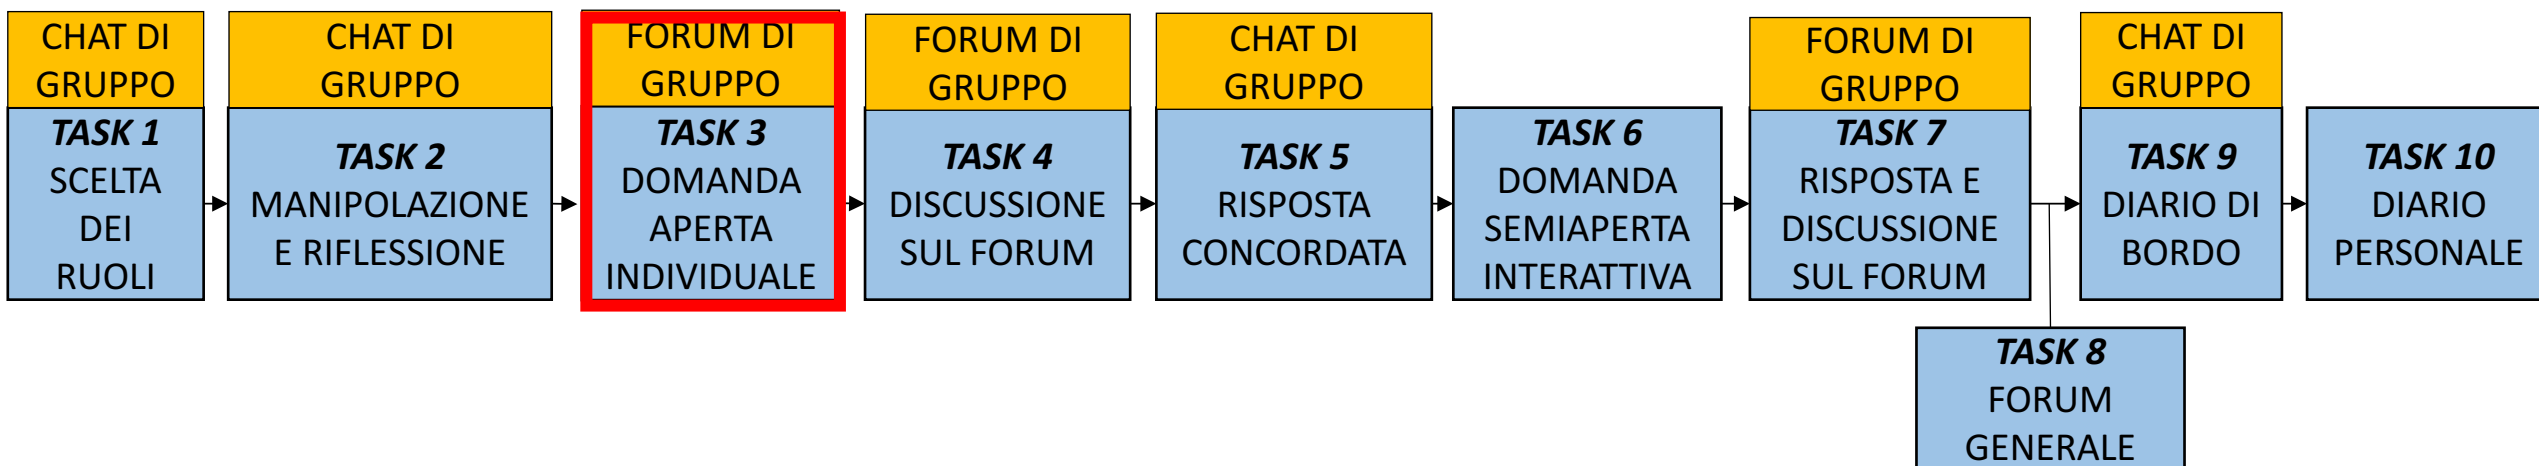 CHAT DI
GRUPPO
TASK 1
SCELTA
DEI
RUOLI
CHAT DI
GRUPPO
TASK 2
MANIPOLAZIONE
E RIFLESSIONE
FORUM DI
GRUPPO
TASK 3
DOMANDA
APERTA
INDIVIDUALE
FORUM DI
GRUPPO
TASK 4
DISCUSSIONE
SUL FORUM
CHAT DI
GRUPPO
TASK 5
RISPOSTA
CONCORDATA
TASK 6
DOMANDA
SEMIAPERTA
INTERATTIVA
FORUM DI
GRUPPO
TASK 7
RISPOSTA E
DISCUSSIONE
SUL FORUM
TASK 8
FORUM
GENERALE
CHAT DI
GRUPPO
TASK 9
DIARIO DI
BORDO
TASK 10
DIARIO
PERSONALE